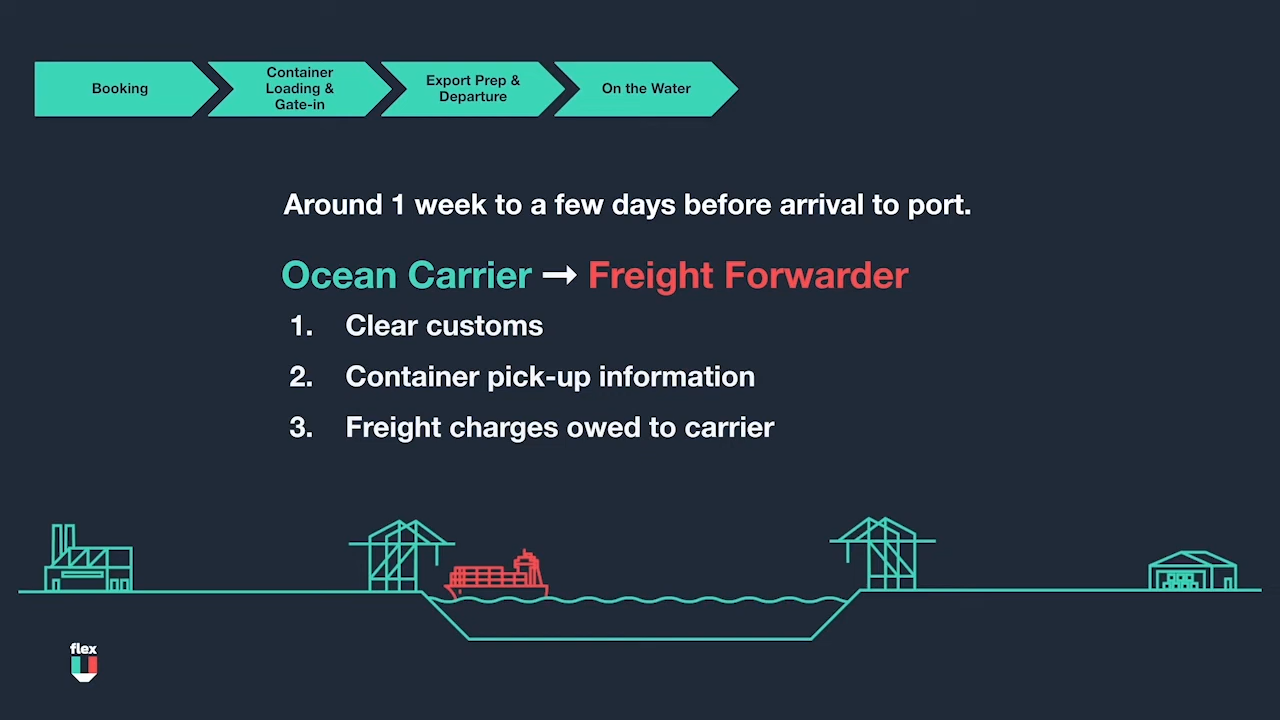 Booking
Container
Loading &
Gate-in
Export Prep &
Departure
On the Water
Around 1 week to a few days before arrival to port.
Ocean Carrier → Freight Forwarder
1. Clear customs
2. Container pick-up information
3. Freight charges owed to carrier
flex
U